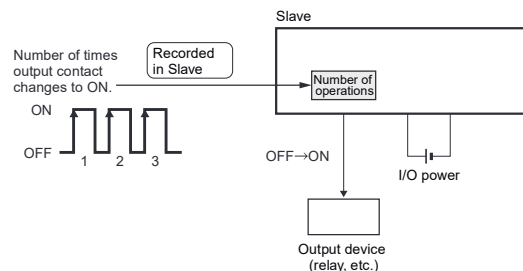 Slave
Number of times
output contact
changes to ON.
Recorded
in Slave
Number of
operations
ON
OFF
1 2 3
OFF→ON
I/O power
Output device
(relay, etc.)